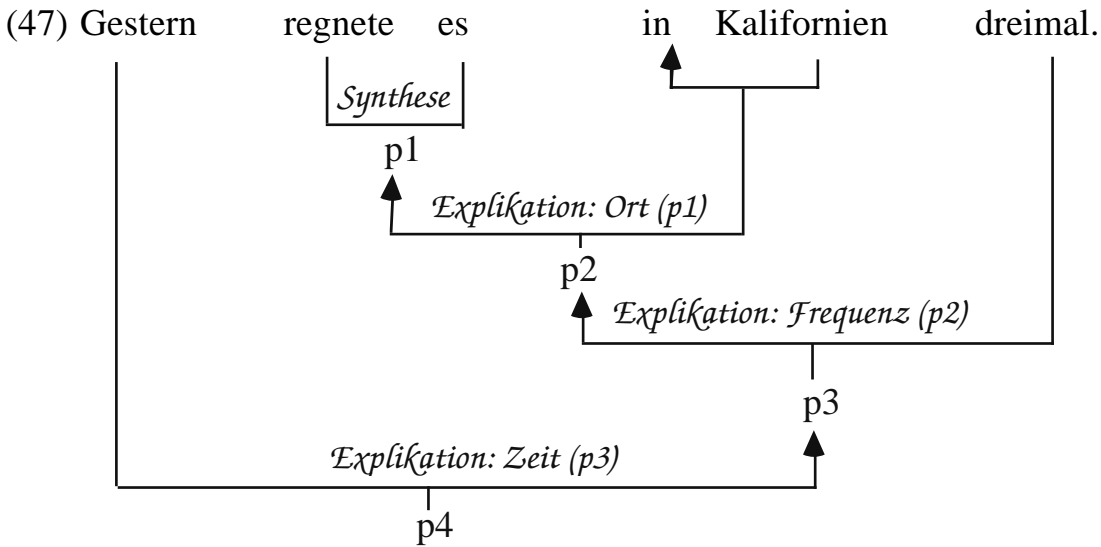 (47) Gestern regnete es in Kalifornien dreimal.
Synthese
p1
Explikation: Ort (p1)
p2
Explikation: Frequenz (p2)
p3
Explikation: Zeit (p3)
p4